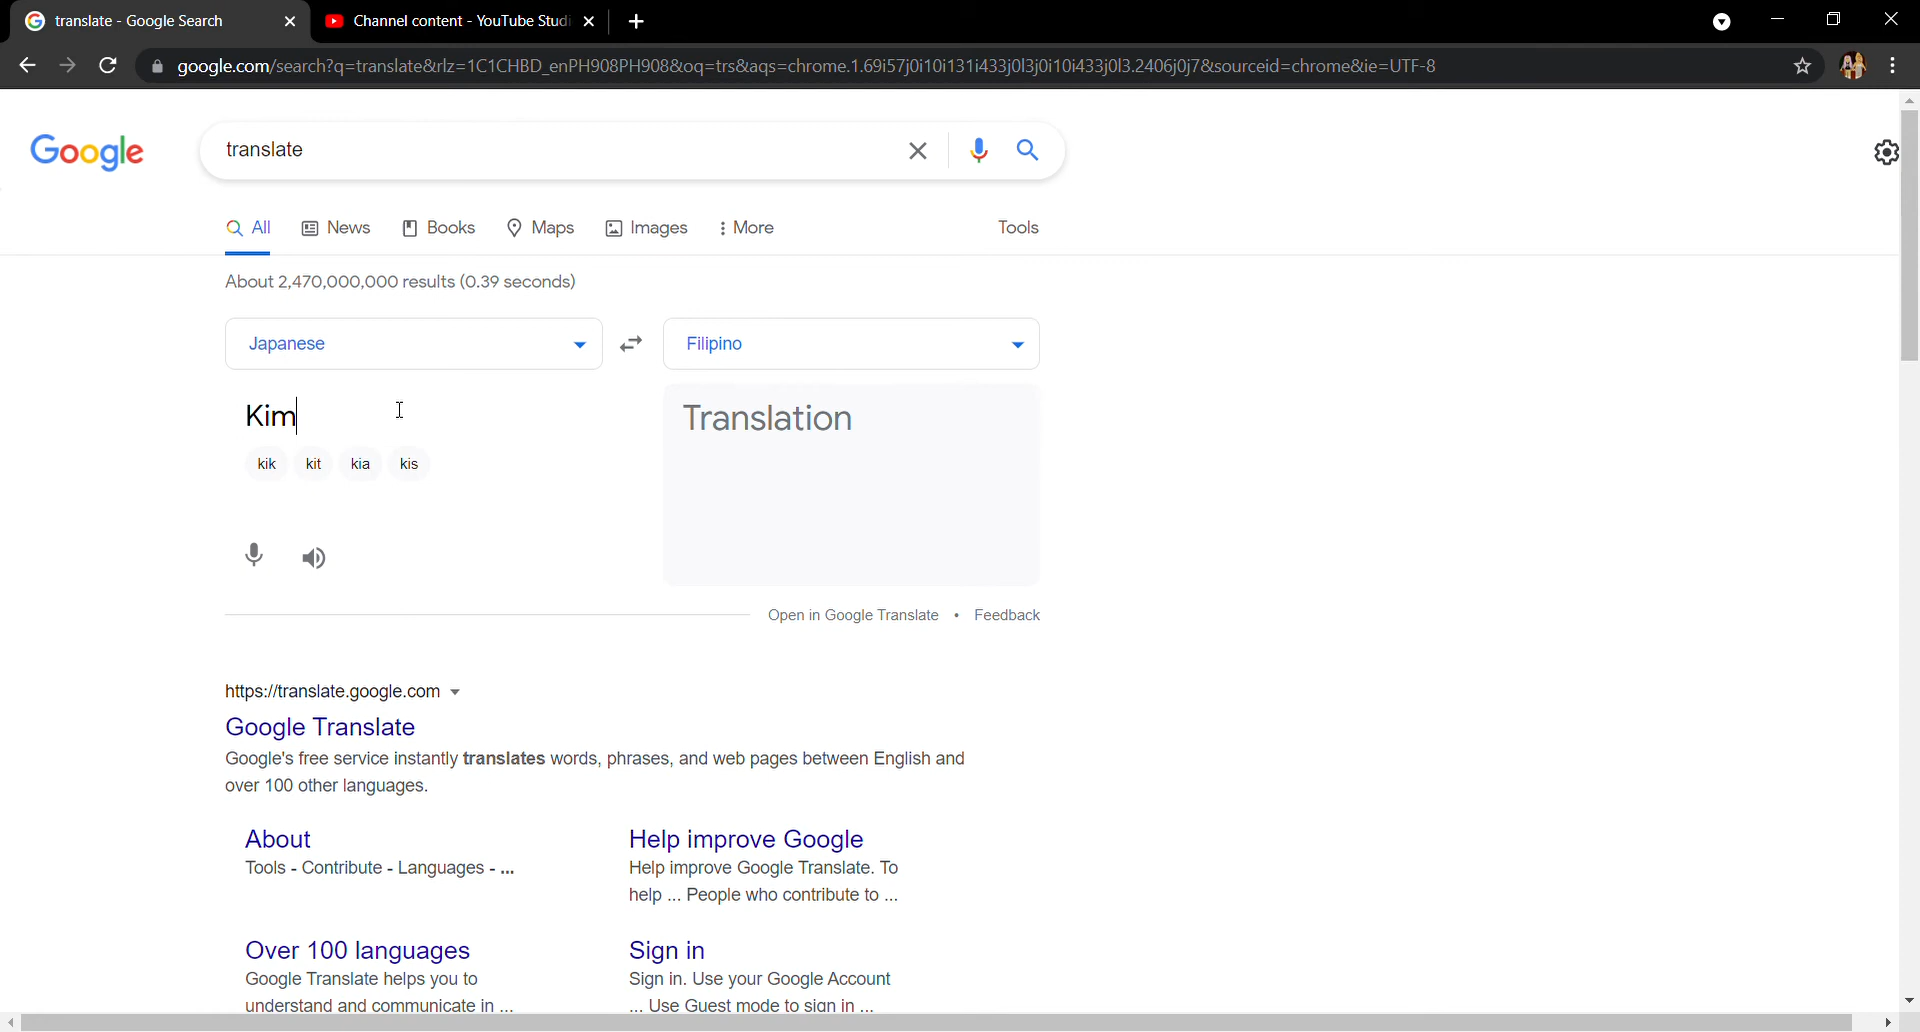 translate - Google Search
Channel content - YouTube Studi
google.com/search?q=translate&rlz=1C1CHBD_enPH908PH908&oq=trs&aqs=chrome.1.69i57j0i10i131i433j0l3j0i10i433j0l3.2406j0j7&sourceid=chrome&ie=UTF-8
Google
translate
All News Books Maps Images More Tools
About 2,470,000,000 results (0.39 seconds)
Japanese Filipino
Kim Translation
kik kit kia kis
Open in Google Translate • Feedback
https://translate.google.com
Google Translate
Google's free service instantly translates words, phrases, and web pages between English and
over 100 other languages.
About
Tools - Contribute - Languages - ...
Help improve Google
Help improve Google Translate. To
help ... People who contribute to ...
Over 100 languages
Google Translate helps you to
understand and communicate in ...
Sign in
Sign in. Use your Google Account
... Use Guest mode to sign in ...